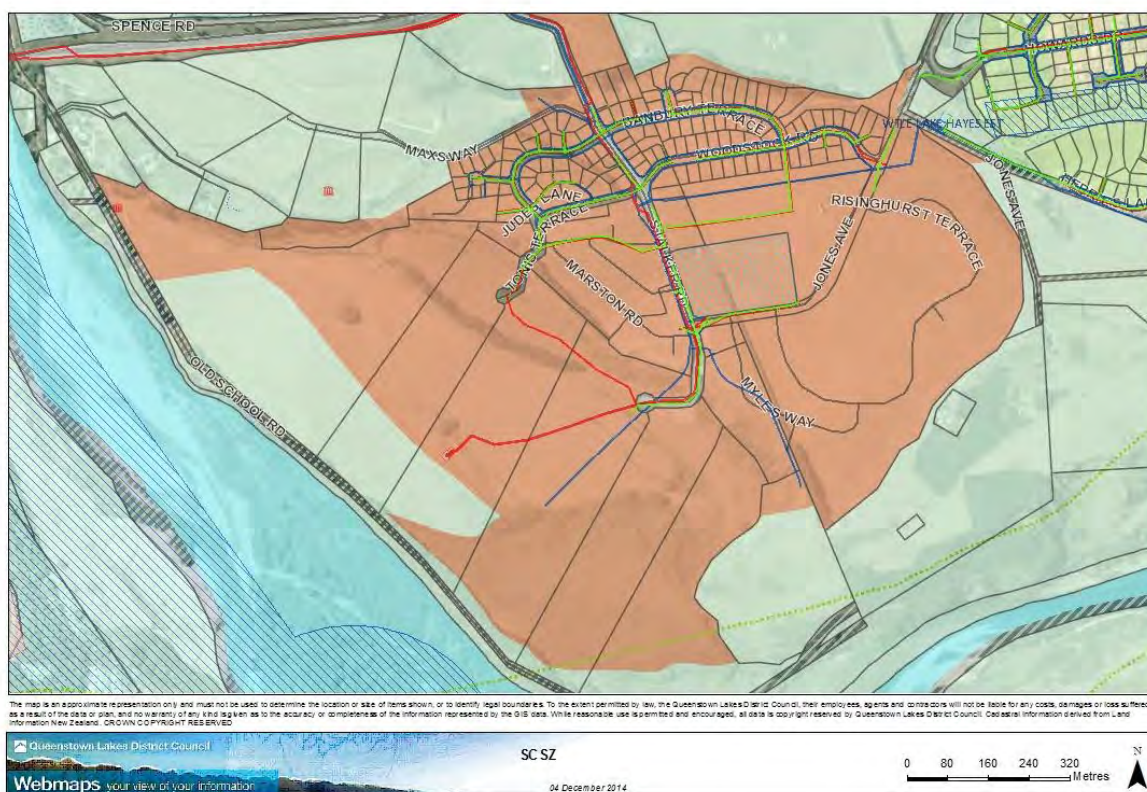 SPENCE RD
HOWARDS DR
DANBURY TERRACE
WTLE LAKE HAYES EST
WOODSTOCK RD
MAXS WAY
JONES AVE
JUDER LANE
RISINGHURST TERRACE
TONIC TERRACE
STALKER RD
MARSTON RD
JONES AVE
OLD SCHOOL RD
MYLES WAY
The map is an approximate representation only and must not be used to determine the location or size of items shown, or to identify legal boundaries. To the extent permitted by law, the Queenstown Lakes District Council, their employees, agents and contractors will not be liable for any costs, damages or loss suffered
as a result of the data or plan, and no warranty of any kind is given as to the accuracy or completeness of the information represented by the GIS data. While reasonable use is permitted and encouraged, all data is copyright reserved by Queenstown Lakes District Council. Cadastral information derived from Land
Information New Zealand. CROWN COPYRIGHT RESERVED
Queenstown Lakes District Council
Webmaps your view of your information
SC SZ
04 December 2014
0 80 160 240 320
Metres
N